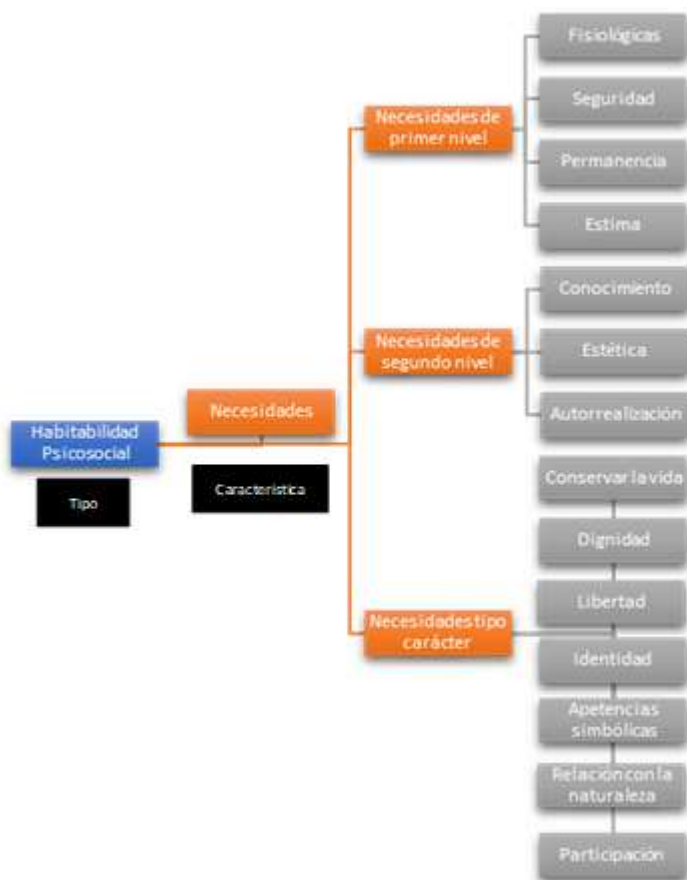 Habitabilidad
Psicosocial
Tipo
Necesidades
Característica
Necesidades de
primer nivel
Fisiológicas
Seguridad
Permanencia
Estima
Necesidades de
segundo nivel
Conocimiento
Estética
Autorrealización
Necesidades tipo
carácter
Conservar la vida
Dignidad
Libertad
Identidad
Apetencias
simbólicas
Relación con la
naturaleza
Participación